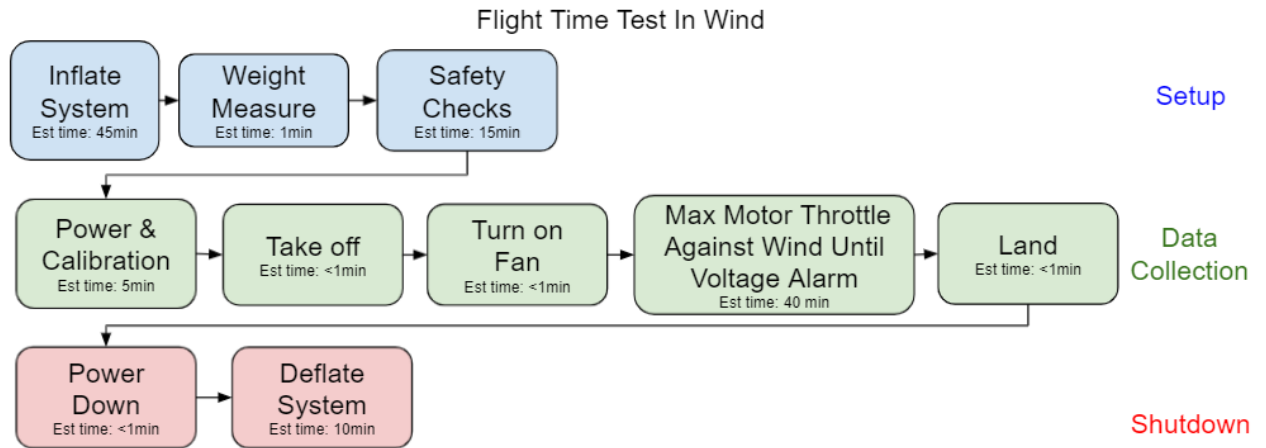 Flight Time Test In Wind
Inflate
System
Est time: 45min
Weight
Measure
Est time: 1min
Safety
Checks
Est time: 15min
Setup
Power &
Calibration
Est time: 5min
Take off
Est time: <1min
Turn on
Fan
Est time: <1min
Max Motor Throttle
Against Wind Until
Voltage Alarm
Est time: 40 min
Land
Est time: <1min
Data
Collection
Power
Down
Est time: <1min
Deflate
System
Est time: 10min
Shutdown